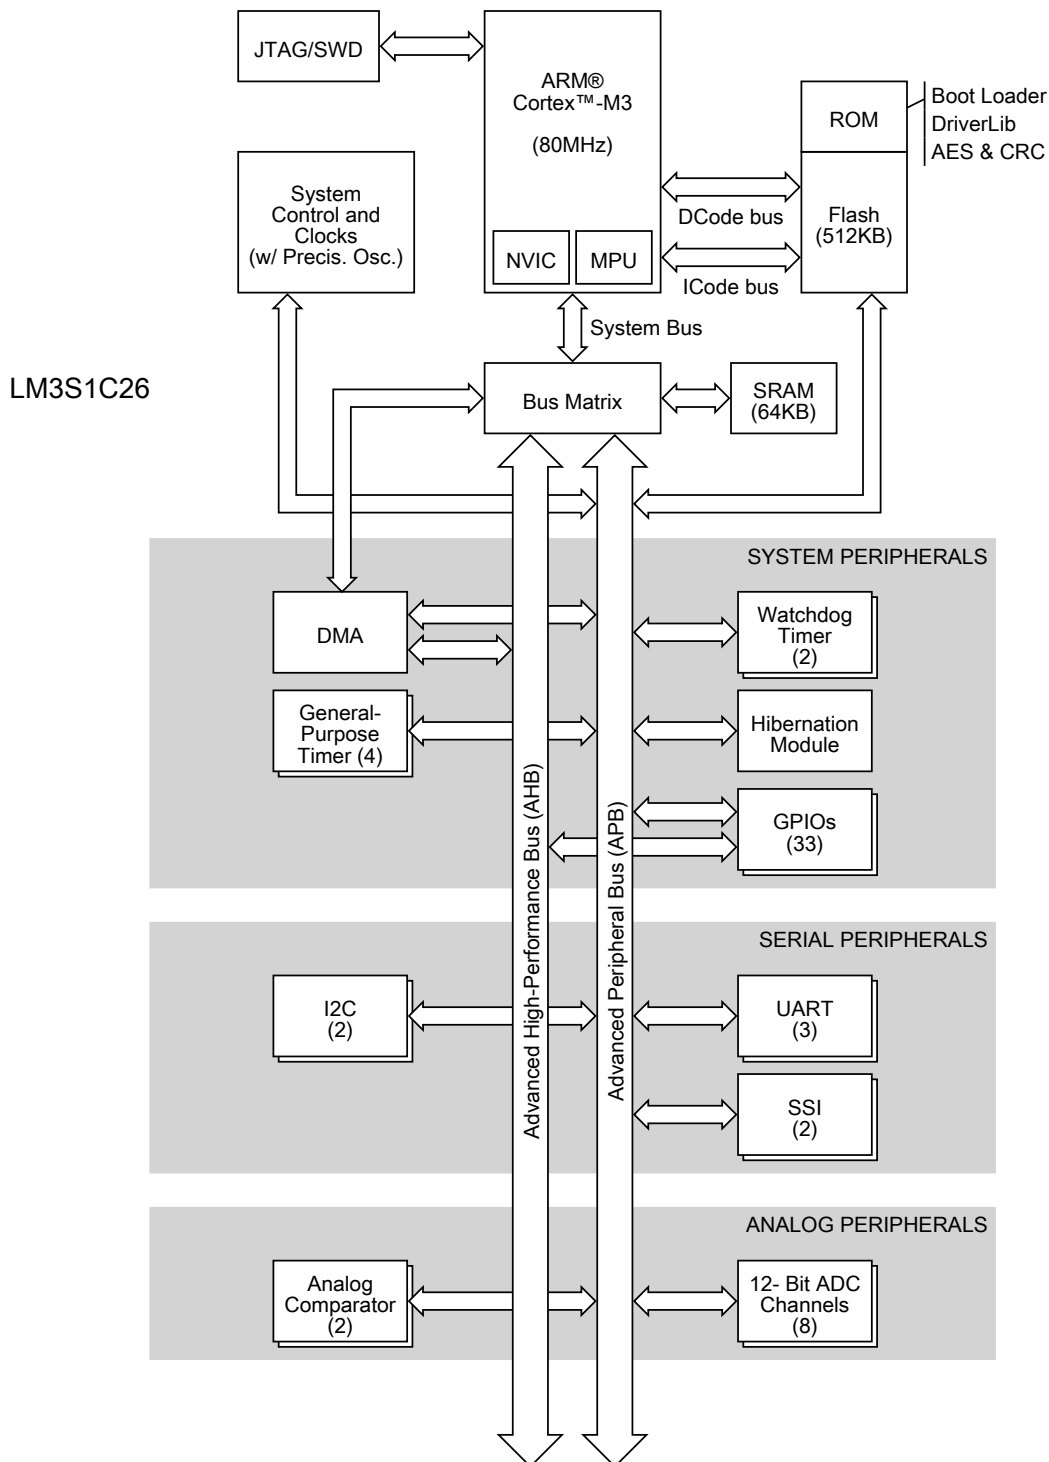 JTAG/SWD
ARM®
Cortex™-M3
(80MHz)
NVIC
MPU
ROM
Boot Loader
DriverLib
AES & CRC
System
Control and
Clocks
(w/ Precis. Osc.)
DCode bus
Flash
(512KB)
ICode bus
System Bus
LM3S1C26
Bus Matrix
SRAM
(64KB)
SYSTEM PERIPHERALS
DMA
Watchdog
Timer
(2)
General-
Purpose
Timer (4)
Hibernation
Module
GPIOs
(33)
Advanced High-Performance Bus (AHB)
Advanced Peripheral Bus (APB)
SERIAL PERIPHERALS
I2C
(2)
UART
(3)
SSI
(2)
ANALOG PERIPHERALS
Analog
Comparator
(2)
12- Bit ADC
Channels
(8)